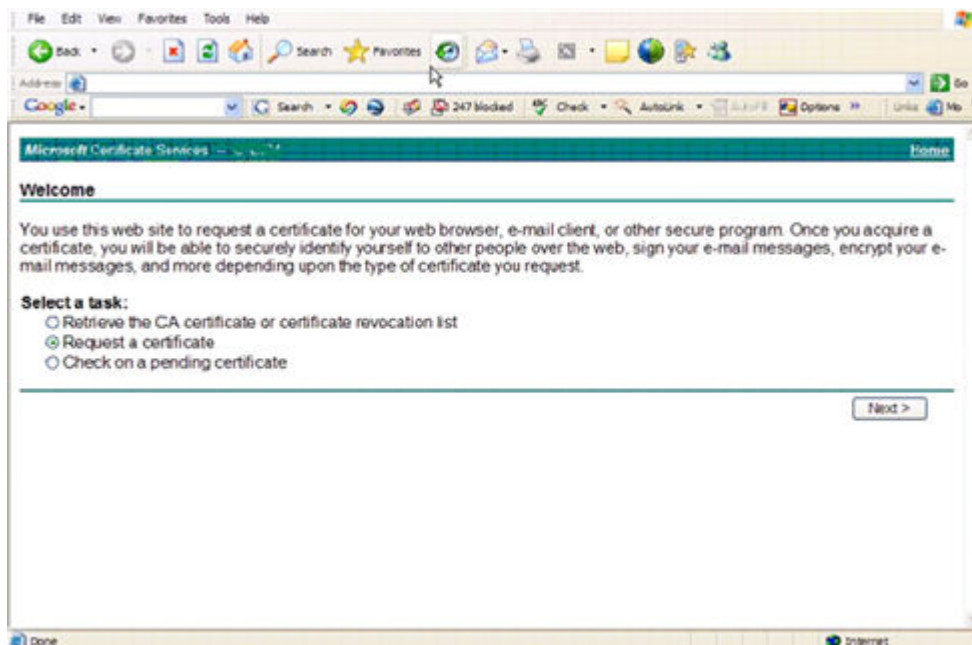 File Edit View Favorites Tools Help
Back Search Favorites
Address Go
Google Search 247 blocked Check AutoLink AutoFill Options Links
Microsoft Certificate Services -- Home
Welcome
You use this web site to request a certificate for your web browser, e-mail client, or other secure program. Once you acquire a
certificate, you will be able to securely identify yourself to other people over the web, sign your e-mail messages, encrypt your e-
mail messages, and more depending upon the type of certificate you request.
Select a task:
Retrieve the CA certificate or certificate revocation list
Request a certificate
Check on a pending certificate
Next >
Done Internet